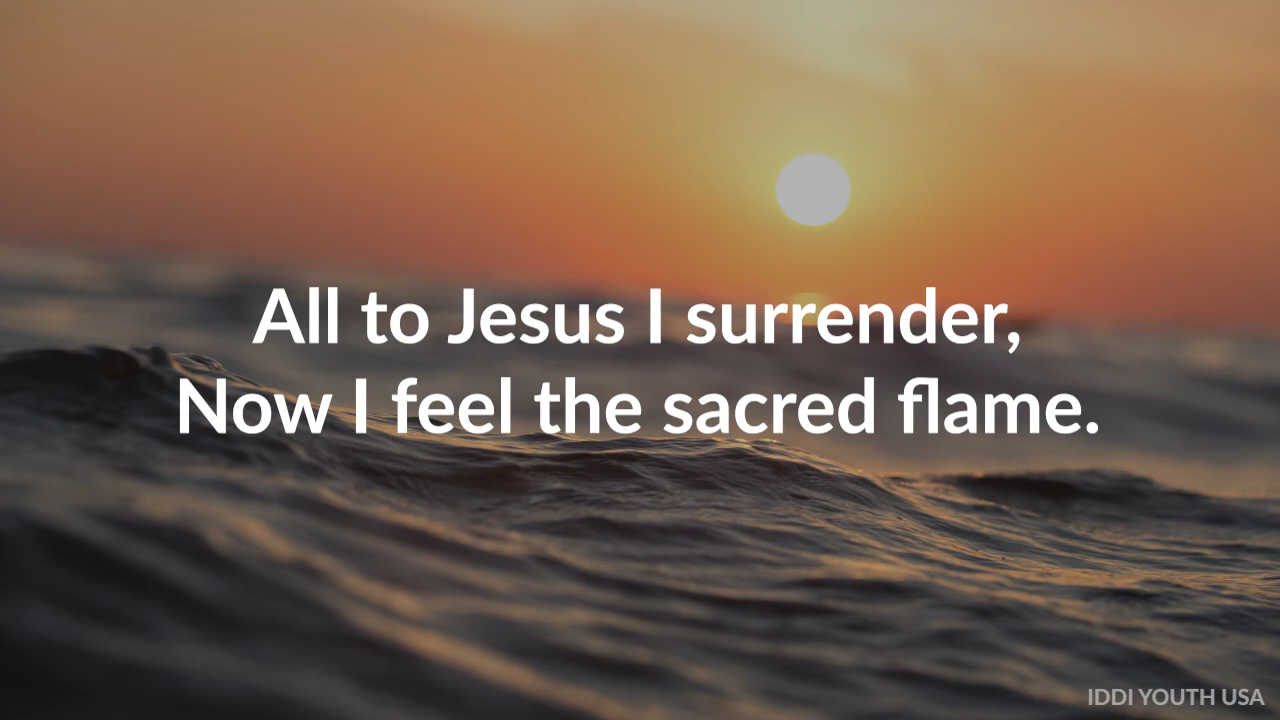 All to Jesus I surrender,
Now I feel the sacred flame.
IDDI YOUTH USA